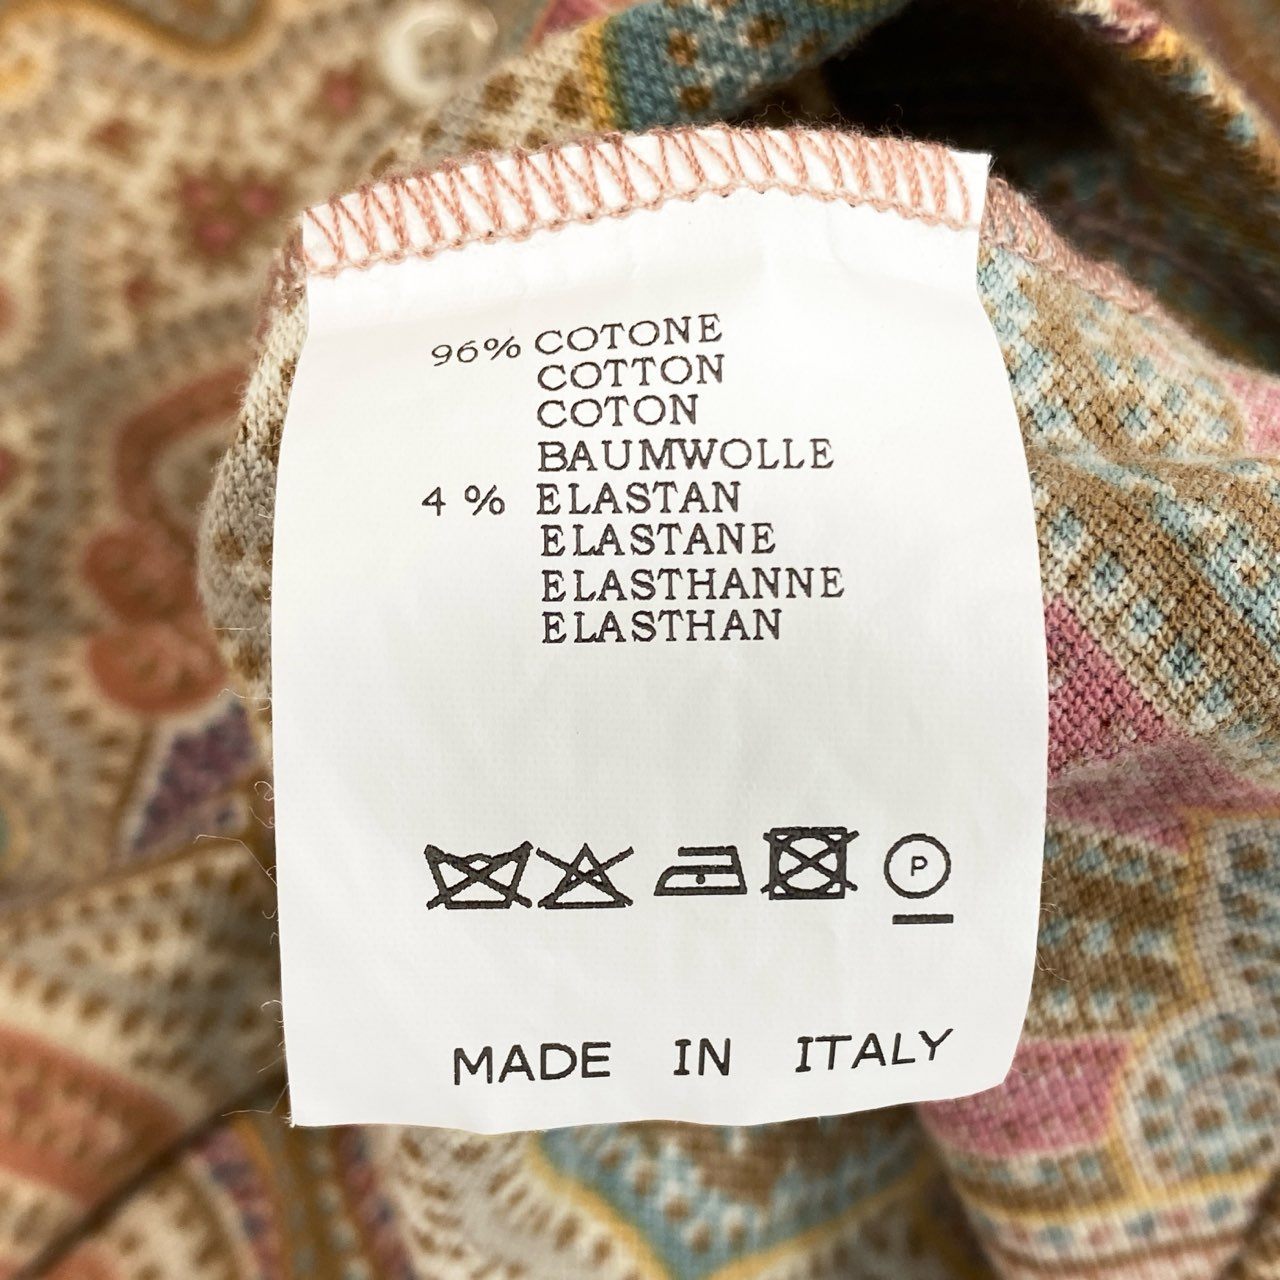 96% COTONE
COTTON
COTON
BAUMWOLLE
4 % ELASTAN
ELASTANE
ELASTHANNE
ELASTHAN
P
MADE IN ITALY